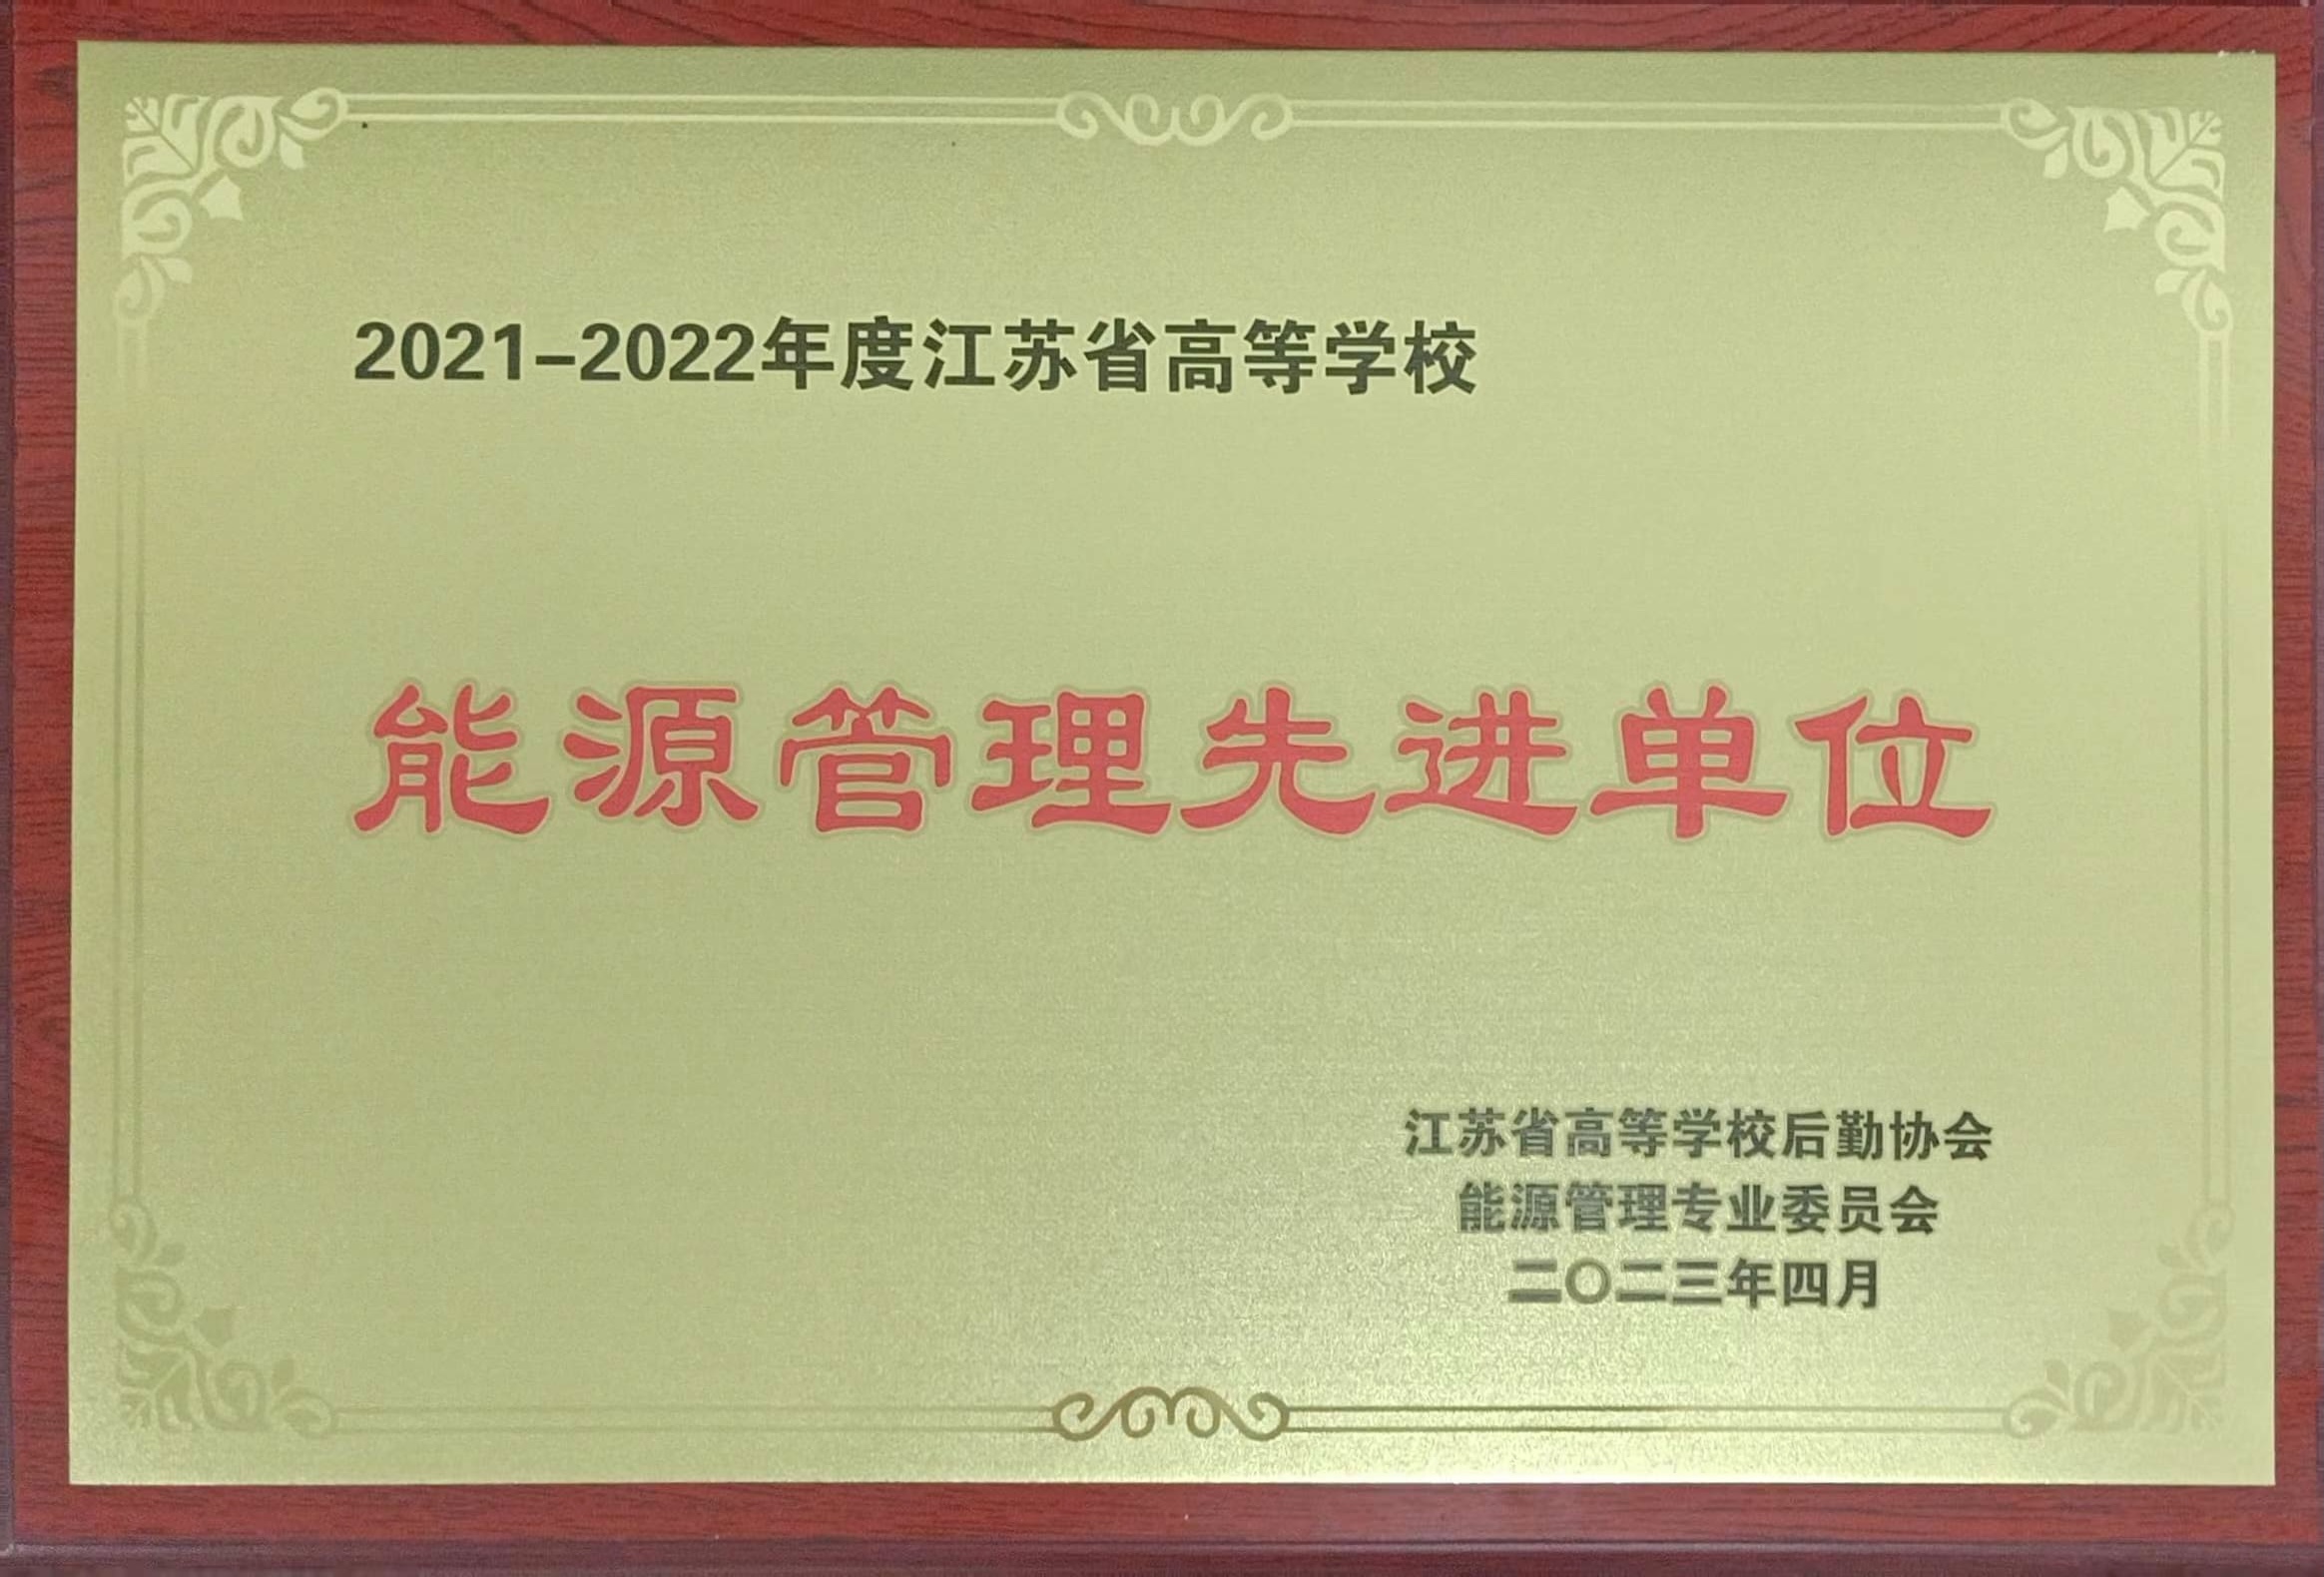 2021-2022年度江苏省高等学校
能源管理先进单位
江苏省高等学校后勤协会
能源管理专业委员会
二〇二三年四月